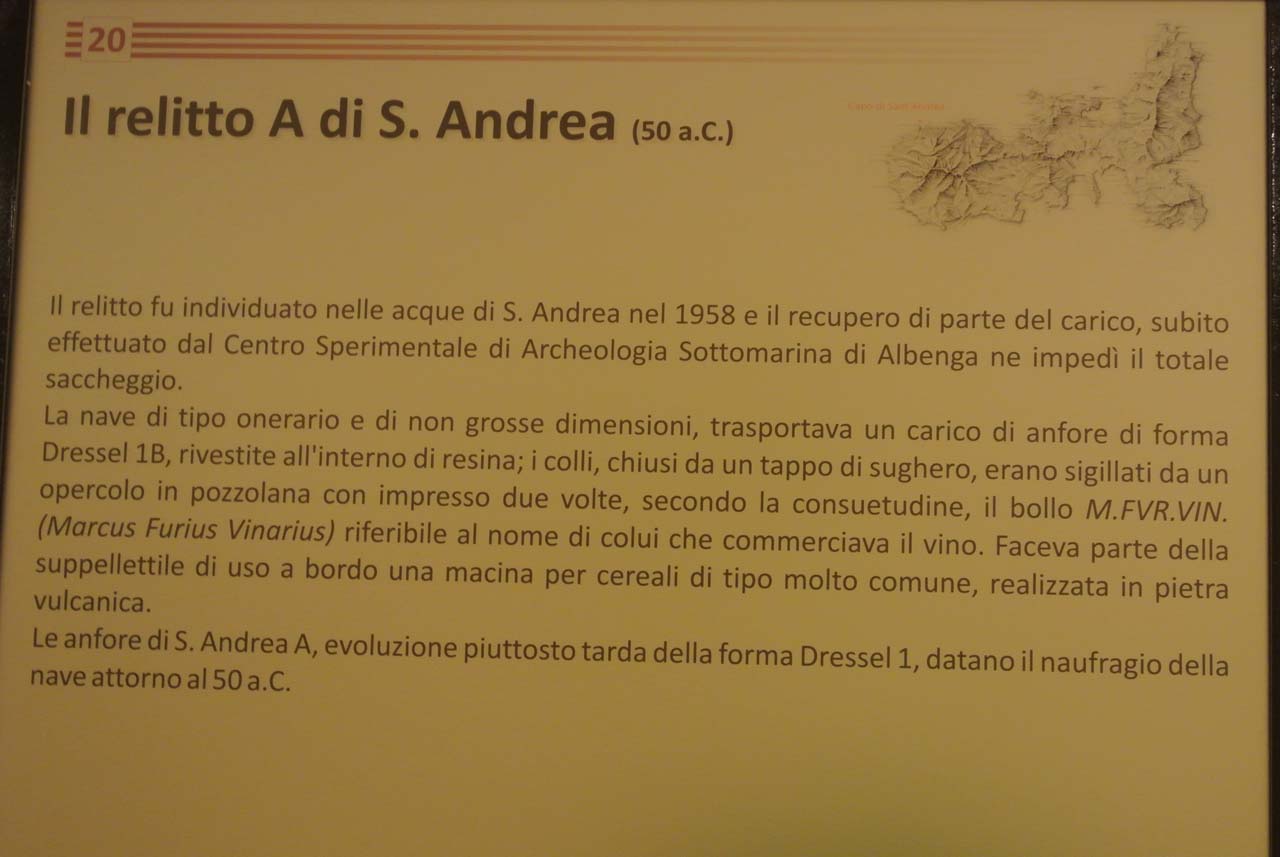 20
Il relitto A di S. Andrea (50 a.C.)
Capo di Sant'Andrea
Il relitto fu individuato nelle acque di S. Andrea nel 1958 e il recupero di parte del carico, subito
effettuato dal Centro Sperimentale di Archeologia Sottomarina di Albenga ne impedì il totale
saccheggio.
La nave di tipo onerario e di non grosse dimensioni, trasportava un carico di anfore di forma
Dressel 1B, rivestite all'interno di resina; i colli, chiusi da un tappo di sughero, erano sigillati da un
opercolo in pozzolana con impresso due volte, secondo la consuetudine, il bollo M.FVR.VIN.
(Marcus Furius Vinarius) riferibile al nome di colui che commerciava il vino. Faceva parte della
suppellettile di uso a bordo una macina per cereali di tipo molto comune, realizzata in pietra
vulcanica.
Le anfore di S. Andrea A, evoluzione piuttosto tarda della forma Dressel 1, datano il naufragio della
nave attorno al 50 a.C.